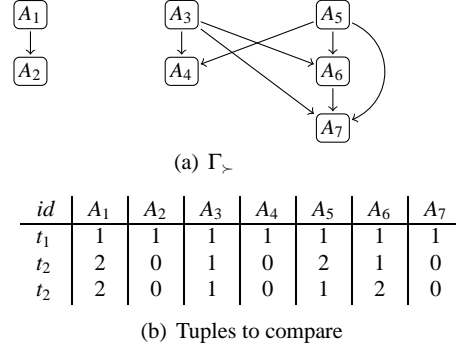 A₁ A₃ A₅
A₂ A₄ A₆
A₇
(a) Γ≻
id A₁ A₂ A₃ A₄ A₅ A₆ A₇
t₁ 1 1 1 1 1 1 1
t₂ 2 0 1 0 2 1 0
t₂ 2 0 1 0 1 2 0
(b) Tuples to compare